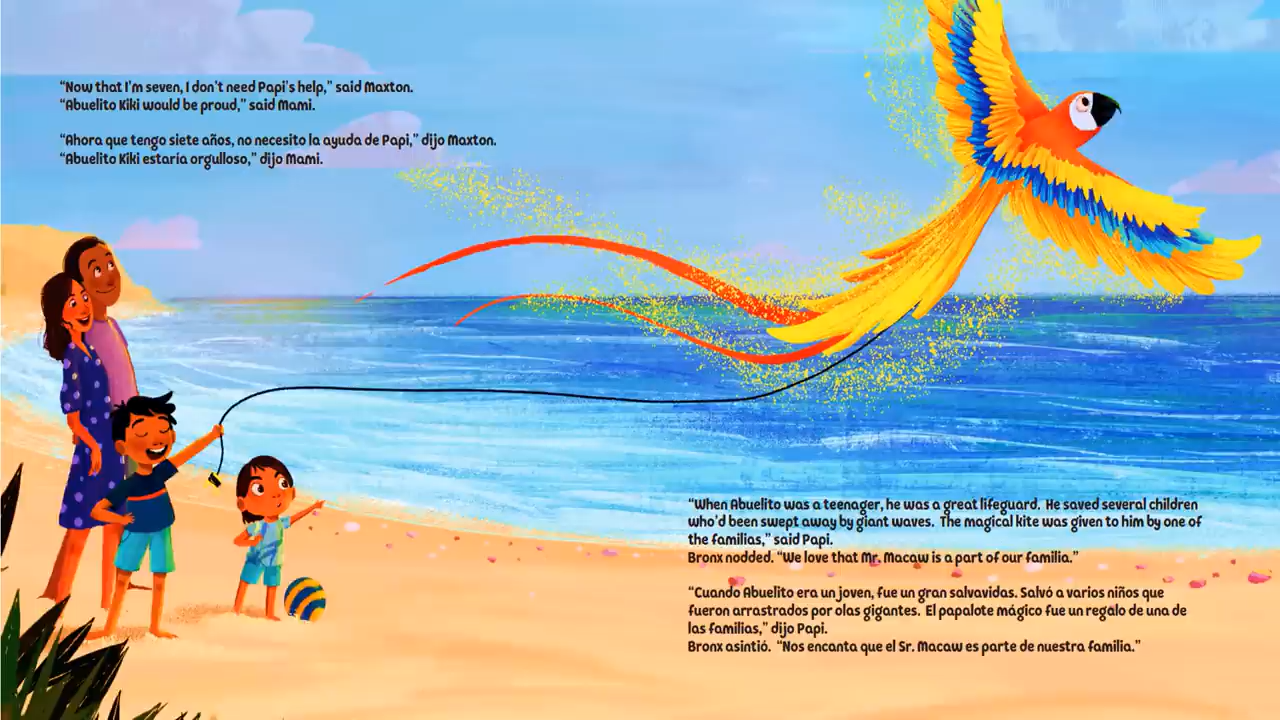 “Now that I'm seven, I don't need Papi's help,” said Maxton.
“Abuelito Kiki would be proud,” said Mami.
“Ahora que tengo siete años, no necesito la ayuda de Papi,” dijo Maxton.
“Abuelito Kiki estaría orgulloso,” dijo Mami.
“When Abuelito was a teenager, he was a great lifeguard. He saved several children
who'd been swept away by giant waves. The magical kite was given to him by one of
the familias,” said Papi.
Bronx nodded. “We love that Mr. Macaw is a part of our familia.”
“Cuando Abuelito era un joven, fue un gran salvavidas. Salvó a varios niños que
fueron arrastrados por olas gigantes. El papalote mágico fue un regalo de una de
las familias,” dijo Papi.
Bronx asintió. “Nos encanta que el Sr. Macaw es parte de nuestra familia.”